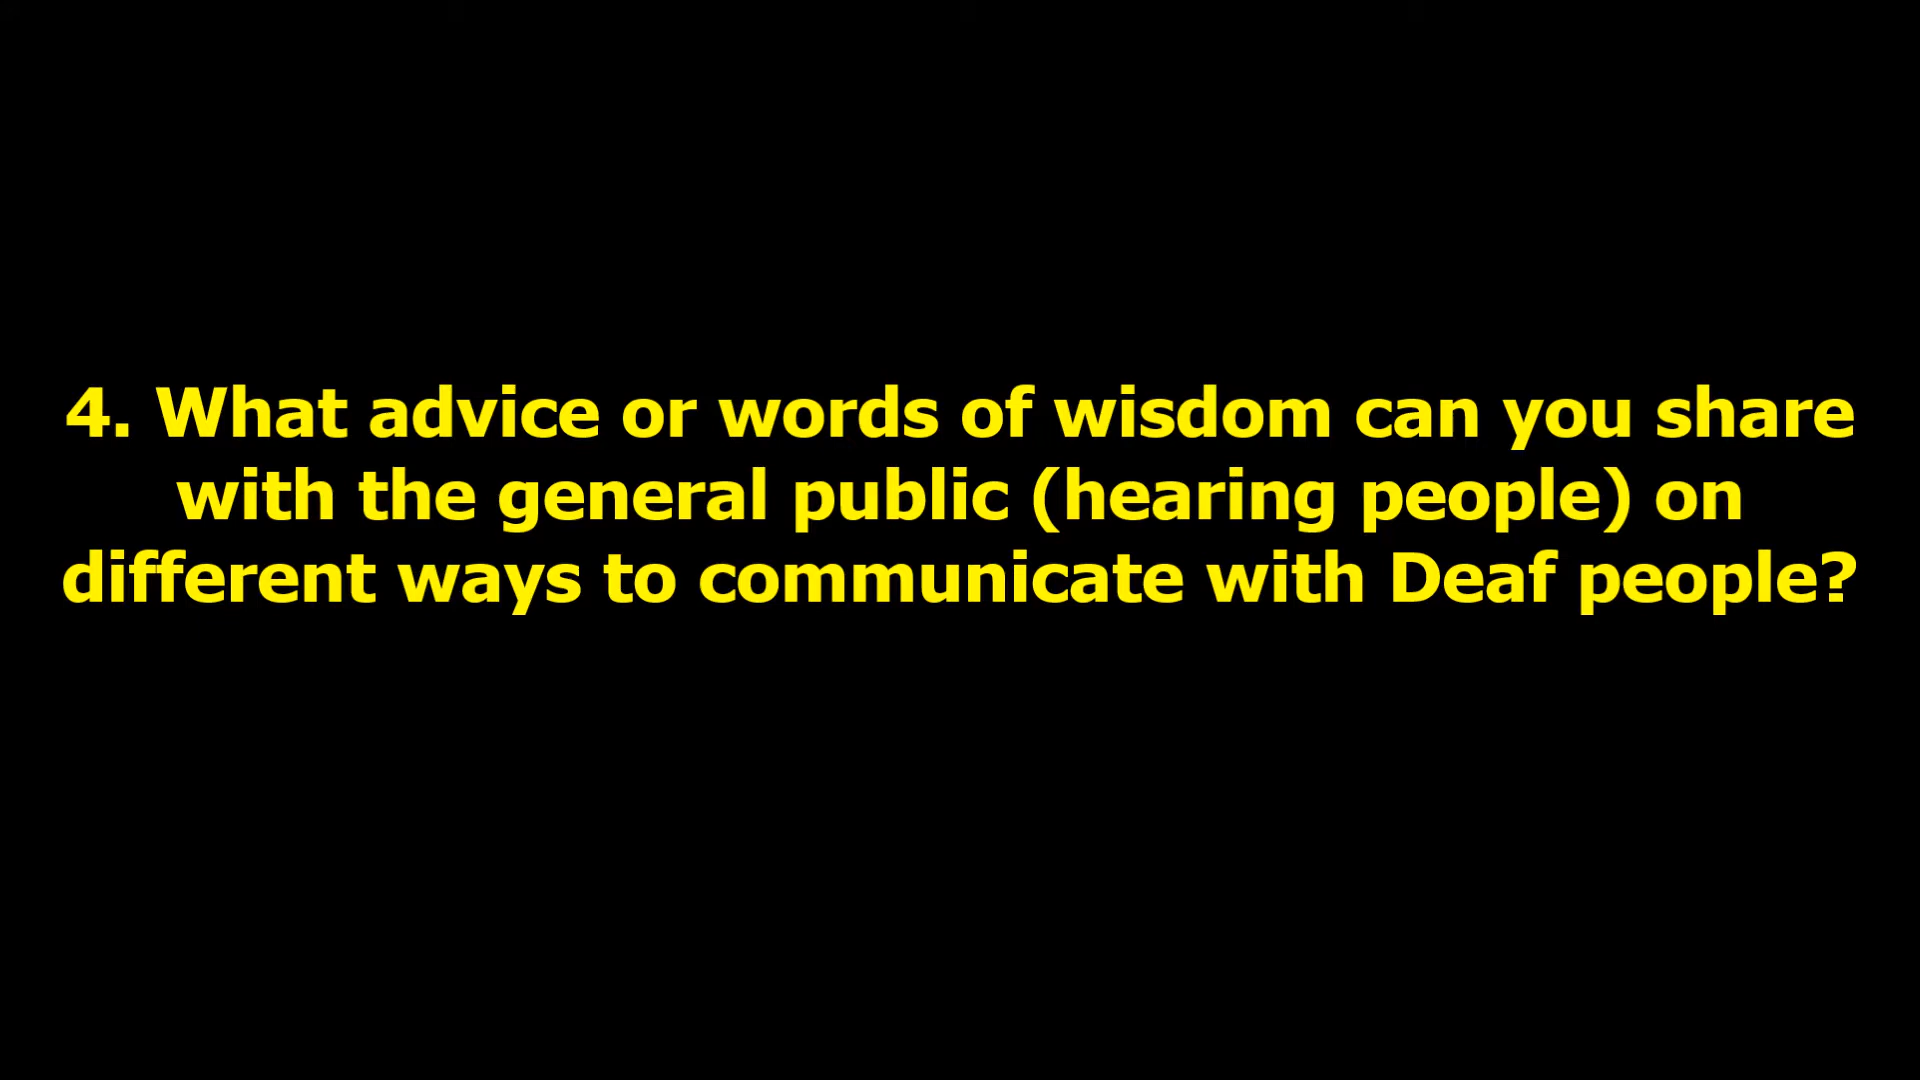 4. What advice or words of wisdom can you share
with the general public (hearing people) on
different ways to communicate with Deaf people?